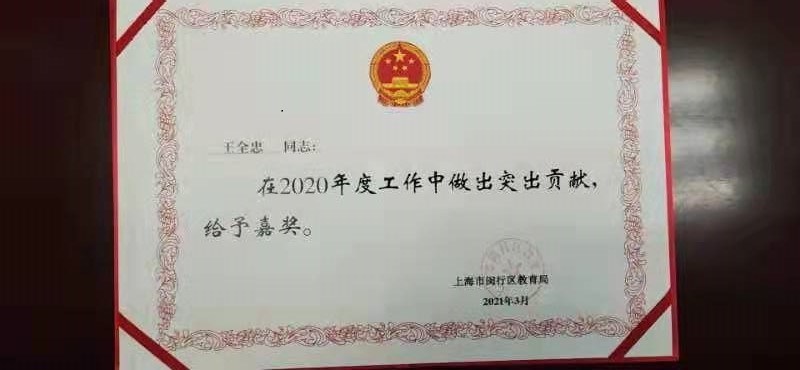 王全忠 同志：
在2020年度工作中做出突出贡献，
给予嘉奖。
上海市闵行区教育局
2021年3月